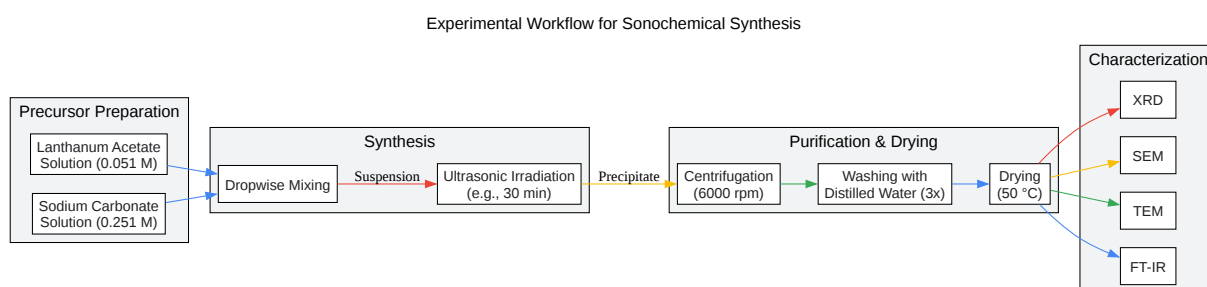 Experimental Workflow for Sonochemical Synthesis
Precursor Preparation
Lanthanum Acetate
Solution (0.051 M)
Sodium Carbonate
Solution (0.251 M)
Synthesis
Dropwise Mixing
Suspension
Ultrasonic Irradiation
(e.g., 30 min)
Precipitate
Purification & Drying
Centrifugation
(6000 rpm)
Washing with
Distilled Water (3x)
Drying
(50 °C)
Characterization
XRD
SEM
TEM
FT-IR